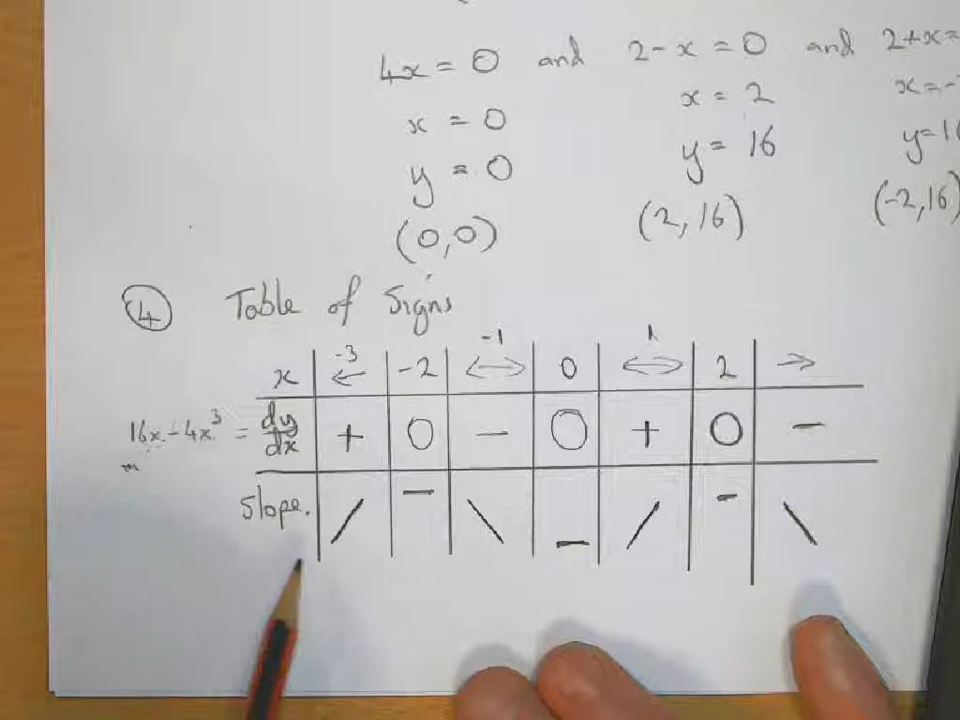 4x = 0 and 2 - x = 0 and 2+x=
x = 0 x = 2 x=-
y = 0 y = 16 y=16
(0,0) (2,16) (-2,16)
④ Table of Signs
-3 -1 1
x ← -2 ↔ 0 ↔ 2 →
16x - 4x³ = dy/dx + 0 - 0 + 0 -
Slope. / – \ – / – \